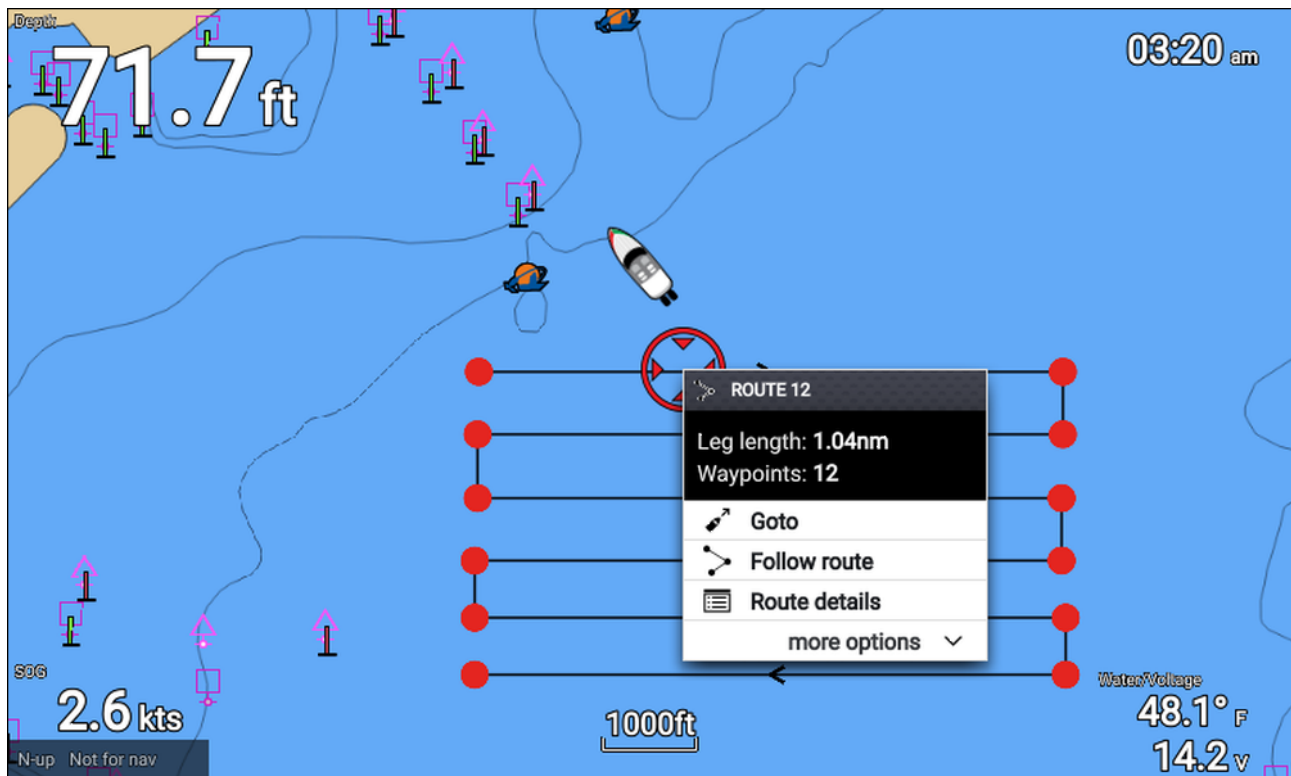 Depth
71.7 ft
03:20 am
ROUTE 12
Leg length: 1.04nm
Waypoints: 12
Goto
Follow route
Route details
more options
SOG
2.6 kts
1000ft
Water/Voltage
48.1° F
14.2 v
N-up Not for nav